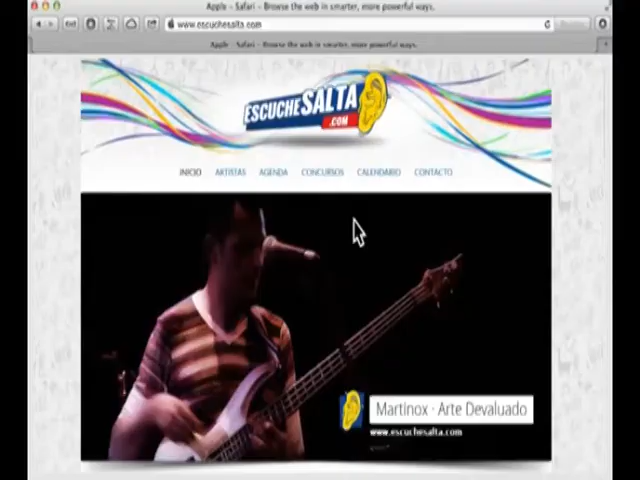 Apple - Safari - Browse the web in smarter, more powerful ways.
www.escuchesalta.com
Apple - Safari - Browse the web in smarter, more powerful ways.
ESCUCHESALTA
.COM
INICIO ARTISTAS AGENDA CONCURSOS CALENDARIO CONTACTO
Martinox · Arte Devaluado
www.escuchesalta.com